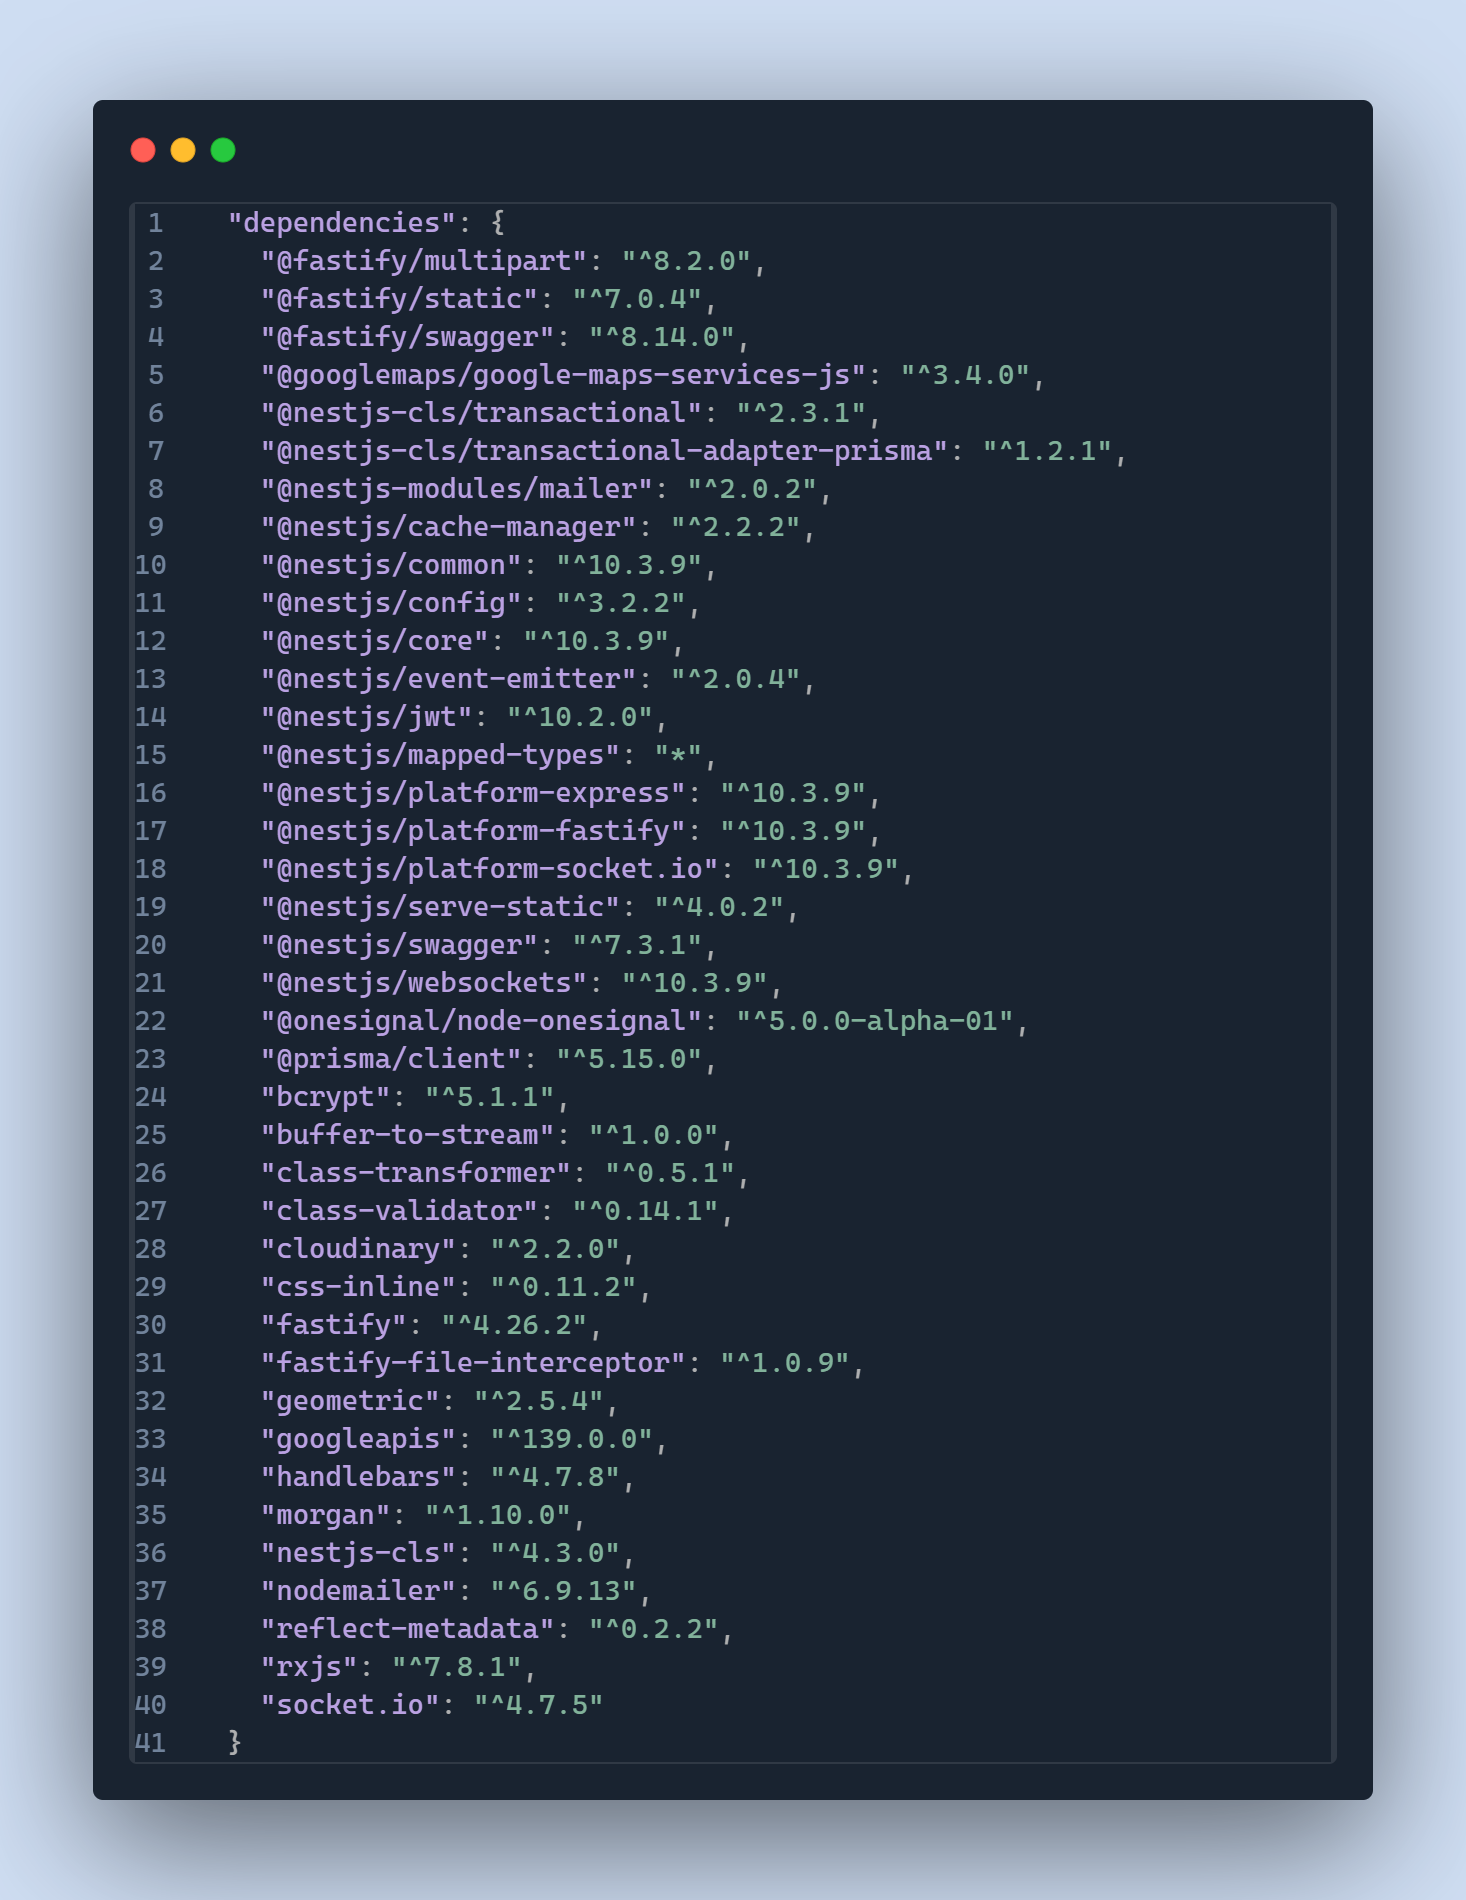 1 "dependencies": {
2 "@fastify/multipart": "^8.2.0",
3 "@fastify/static": "^7.0.4",
4 "@fastify/swagger": "^8.14.0",
5 "@googlemaps/google-maps-services-js": "^3.4.0",
6 "@nestjs-cls/transactional": "^2.3.1",
7 "@nestjs-cls/transactional-adapter-prisma": "^1.2.1",
8 "@nestjs-modules/mailer": "^2.0.2",
9 "@nestjs/cache-manager": "^2.2.2",
10 "@nestjs/common": "^10.3.9",
11 "@nestjs/config": "^3.2.2",
12 "@nestjs/core": "^10.3.9",
13 "@nestjs/event-emitter": "^2.0.4",
14 "@nestjs/jwt": "^10.2.0",
15 "@nestjs/mapped-types": "*",
16 "@nestjs/platform-express": "^10.3.9",
17 "@nestjs/platform-fastify": "^10.3.9",
18 "@nestjs/platform-socket.io": "^10.3.9",
19 "@nestjs/serve-static": "^4.0.2",
20 "@nestjs/swagger": "^7.3.1",
21 "@nestjs/websockets": "^10.3.9",
22 "@onesignal/node-onesignal": "^5.0.0-alpha-01",
23 "@prisma/client": "^5.15.0",
24 "bcrypt": "^5.1.1",
25 "buffer-to-stream": "^1.0.0",
26 "class-transformer": "^0.5.1",
27 "class-validator": "^0.14.1",
28 "cloudinary": "^2.2.0",
29 "css-inline": "^0.11.2",
30 "fastify": "^4.26.2",
31 "fastify-file-interceptor": "^1.0.9",
32 "geometric": "^2.5.4",
33 "googleapis": "^139.0.0",
34 "handlebars": "^4.7.8",
35 "morgan": "^1.10.0",
36 "nestjs-cls": "^4.3.0",
37 "nodemailer": "^6.9.13",
38 "reflect-metadata": "^0.2.2",
39 "rxjs": "^7.8.1",
40 "socket.io": "^4.7.5"
41 }